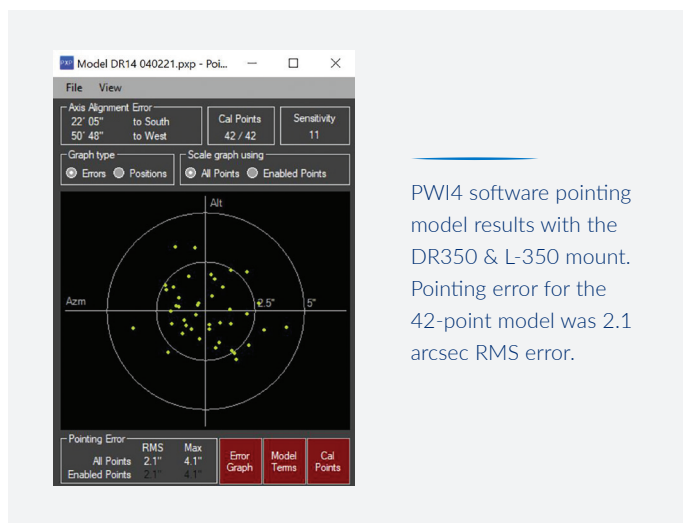 PXP Model DR14 040221.pxp - Poi...
File View
Axis Alignment Error
22' 05" to South
50' 48" to West
Cal Points
42 / 42
Sensitivity
11
Graph type
Errors Positions
Scale graph using
All Points Enabled Points
Alt
Azm
2.5"
5"
Pointing Error
RMS Max
All Points 2.1" 4.1"
Enabled Points 2.1" 4.1"
Error
Graph
Model
Terms
Cal
Points
PWI4 software pointing
model results with the
DR350 & L-350 mount.
Pointing error for the
42-point model was 2.1
arcsec RMS error.